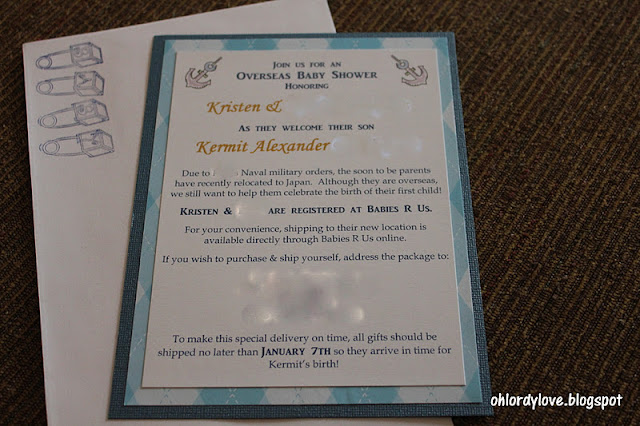 Join us for an
Overseas Baby Shower
Honoring
Kristen &
As they welcome their son
Kermit Alexander
Due to Naval military orders, the soon to be parents
have recently relocated to Japan. Although they are overseas,
we still want to help them celebrate the birth of their first child!
Kristen & are registered at Babies R Us.
For your convenience, shipping to their new location is
available directly through Babies R Us online.
If you wish to purchase & ship yourself, address the package to:
To make this special delivery on time, all gifts should be
shipped no later than January 7th so they arrive in time for
Kermit's birth!
ohlordylove.blogspot